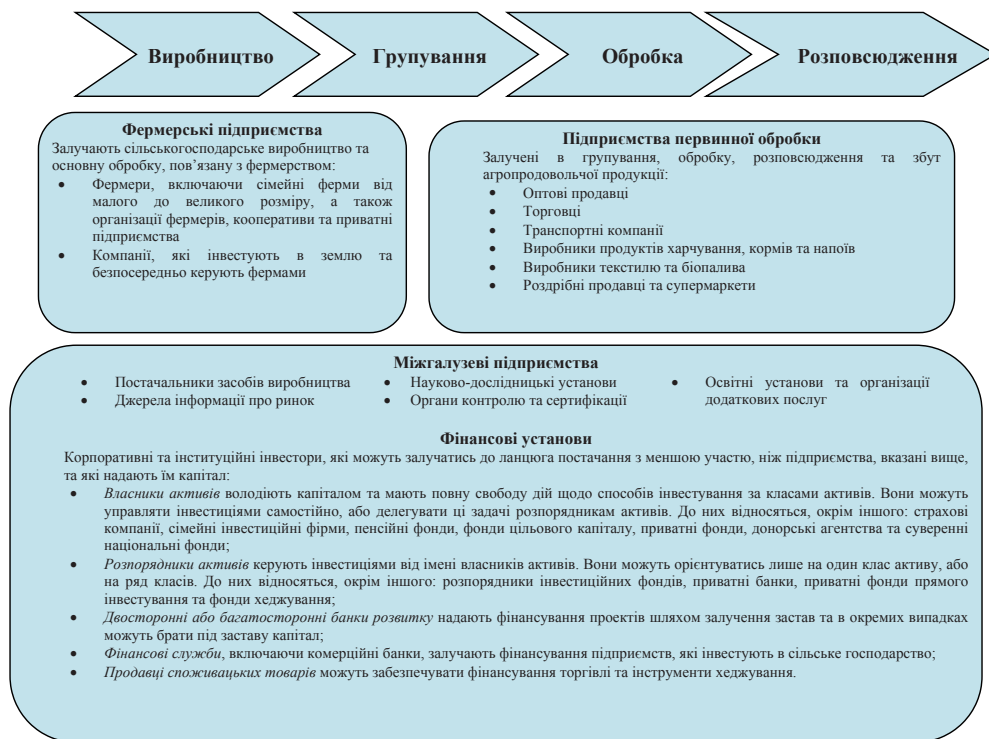 Виробництво
Групування
Обробка
Розповсюдження
Фермерські підприємства
Залучають сільськогосподарське виробництво та
основну обробку, пов’язану з фермерством:
• Фермери, включаючи сімейні ферми від
малого до великого розміру, а також
організації фермерів, кооперативи та приватні
підприємства
• Компанії, які інвестують в землю та
безпосередньо керують фермами
Підприємства первинної обробки
Залучені в групування, обробку, розповсюдження та збут
агропродовольчої продукції:
• Оптові продавці
• Торговці
• Транспортні компанії
• Виробники продуктів харчування, кормів та напоїв
• Виробники текстилю та біопалива
• Роздрібні продавці та супермаркети
Міжгалузеві підприємства
• Постачальники засобів виробництва
• Джерела інформації про ринок
• Науково-дослідницькі установи
• Органи контролю та сертифікації
• Освітні установи та організації
додаткових послуг
Фінансові установи
Корпоративні та інституційні інвестори, які можуть залучатись до ланцюга постачання з меншою участю, ніж підприємства, вказані вище,
та які надають їм капітал:
• Власники активів володіють капіталом та мають повну свободу дій щодо способів інвестування за класами активів. Вони можуть
управляти інвестиціями самостійно, або делегувати ці задачі розпорядникам активів. До них відносяться, окрім іншого: страхові
компанії, сімейні інвестиційні фірми, пенсійні фонди, фонди цільового капіталу, приватні фонди, донорські агентства та суверенні
національні фонди;
• Розпорядники активів керують інвестиціями від імені власників активів. Вони можуть орієнтуватись лише на один клас активу, або
на ряд класів. До них відносяться, окрім іншого: розпорядники інвестиційних фондів, приватні банки, приватні фонди прямого
інвестування та фонди хеджування;
• Двосторонні або багатосторонні банки розвитку надають фінансування проектів шляхом залучення застав та в окремих випадках
можуть брати під заставу капітал;
• Фінансові служби, включаючи комерційні банки, залучають фінансування підприємств, які інвестують в сільське господарство;
• Продавці споживацьких товарів можуть забезпечувати фінансування торгівлі та інструменти хеджування.